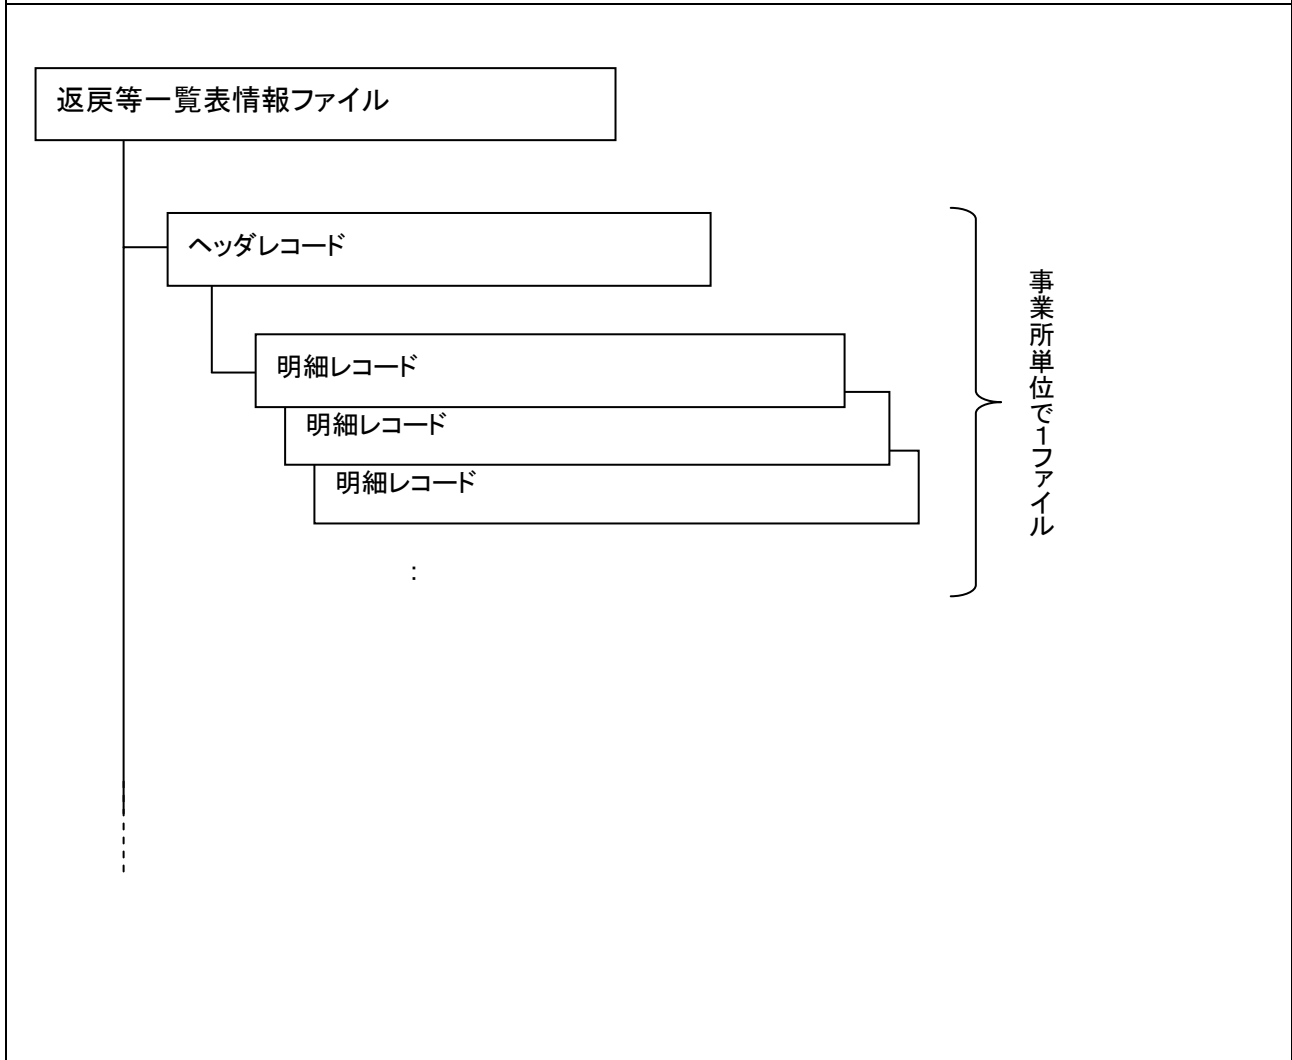 返戻等一覧表情報ファイル
ヘッダレコード
明細レコード
明細レコード
明細レコード
：
事業所単位で１ファイル